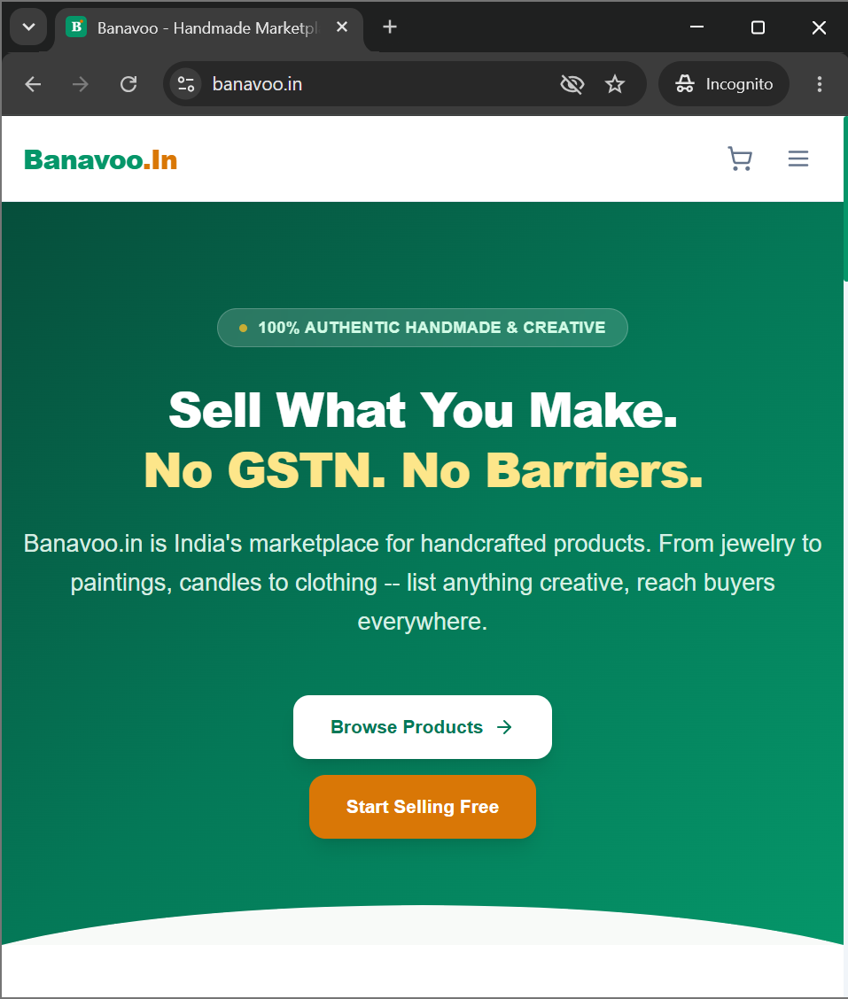 B Banavoo - Handmade Marketpl
banavoo.in
Incognito
Banavoo.In
100% AUTHENTIC HANDMADE & CREATIVE
Sell What You Make.
No GSTN. No Barriers.
Banavoo.in is India's marketplace for handcrafted products. From jewelry to
paintings, candles to clothing -- list anything creative, reach buyers
everywhere.
Browse Products
Start Selling Free